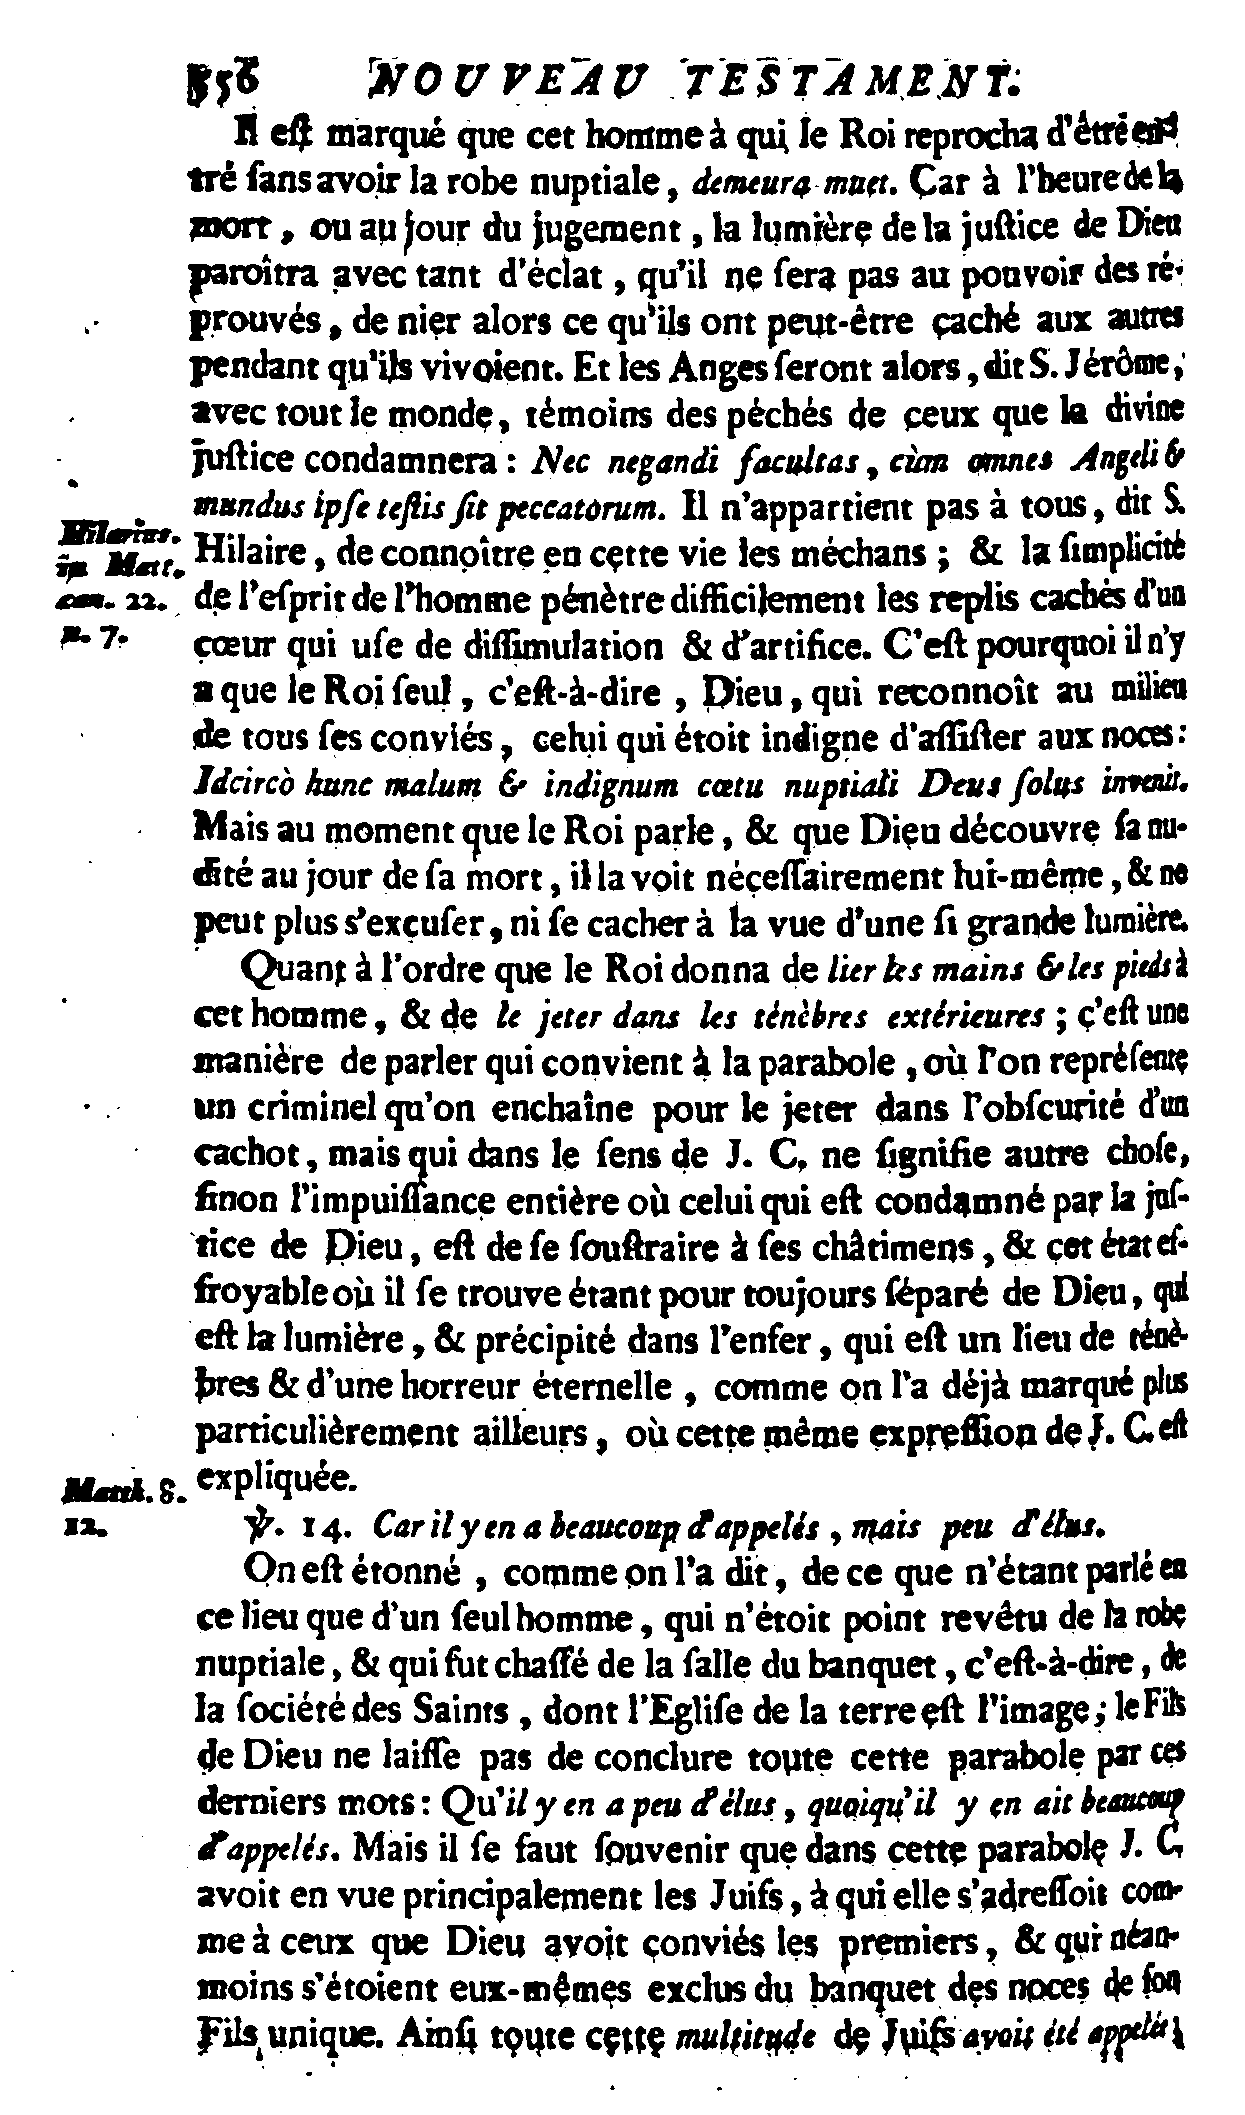 556 NOUVEAU TESTAMENT.
Il eſt marqué que cet homme à qui le Roi reprocha d'être en-
tré ſans avoir la robe nuptiale, demeura muet. Car à l'heure de la
mort, ou au jour du jugement, la lumière de la juſtice de Dieu
paroîtra avec tant d'éclat, qu'il ne ſera pas au pouvoir des ré-
prouvés, de nier alors ce qu'ils ont peut-être caché aux autres
pendant qu'ils vivoient. Et les Anges ſeront alors, dit S. Jérôme,
avec tout le monde, témoins des péchés de ceux que la divine
juſtice condamnera : Nec negandi facultas, cùm omnes Angeli &
mundus ipſe teſtis ſit peccatorum. Il n'appartient pas à tous, dit S.
Hilarius.
in Matt.
can. 22.
n. 7.
Hilaire, de connoître en cette vie les méchans ; & la ſimplicité
de l'eſprit de l'homme pénètre difficilement les replis cachés d'un
cœur qui uſe de diſſimulation & d'artifice. C'eſt pourquoi il n'y
a que le Roi ſeul, c'eſt-à-dire, Dieu, qui reconnoît au milieu
de tous ſes conviés, celui qui étoit indigne d'aſſiſter aux noces :
Idcircò hunc malum & indignum cœtu nuptiali Deus ſolus invenit.
Mais au moment que le Roi parle, & que Dieu découvre ſa nu-
dité au jour de ſa mort, il la voit néceſſairement lui-même, & ne
peut plus s'excuſer, ni ſe cacher à la vue d'une ſi grande lumière.
Quant à l'ordre que le Roi donna de lier les mains & les pieds à
cet homme, & de le jeter dans les ténèbres extérieures ; c'eſt une
manière de parler qui convient à la parabole, où l'on repréſente
un criminel qu'on enchaîne pour le jeter dans l'obſcurité d'un
cachot, mais qui dans le ſens de J. C. ne ſignifie autre choſe,
ſinon l'impuiſſance entière où celui qui eſt condamné par la juſ-
tice de Dieu, eſt de ſe ſouſtraire à ſes châtimens, & cet état ef-
froyable où il ſe trouve étant pour toujours ſéparé de Dieu, qui
eſt la lumière, & précipité dans l'enfer, qui eſt un lieu de ténè-
bres & d'une horreur éternelle, comme on l'a déjà marqué plus
particulièrement ailleurs, où cette même expreſſion de J. C. eſt
Matth. 8.
12.
expliquée.
℣. 14. Car il y en a beaucoup d'appelés, mais peu d'élus.
On eſt étonné, comme on l'a dit, de ce que n'étant parlé en
ce lieu que d'un ſeul homme, qui n'étoit point revêtu de la robe
nuptiale, & qui fut chaſſé de la ſalle du banquet, c'eſt-à-dire, de
la ſociété des Saints, dont l'Egliſe de la terre eſt l'image ; le Fils
de Dieu ne laiſſe pas de conclure toute cette parabole par ces
derniers mots : Qu'il y en a peu d'élus, quoiqu'il y en ait beaucoup
d'appelés. Mais il ſe faut ſouvenir que dans cette parabole J. C.
avoit en vue principalement les Juifs, à qui elle s'adreſſoit com-
me à ceux que Dieu avoit conviés les premiers, & qui néan-
moins s'étoient eux-mêmes exclus du banquet des noces de ſon
Fils unique. Ainſi toute cette multitude de Juifs avoit été appelés ;